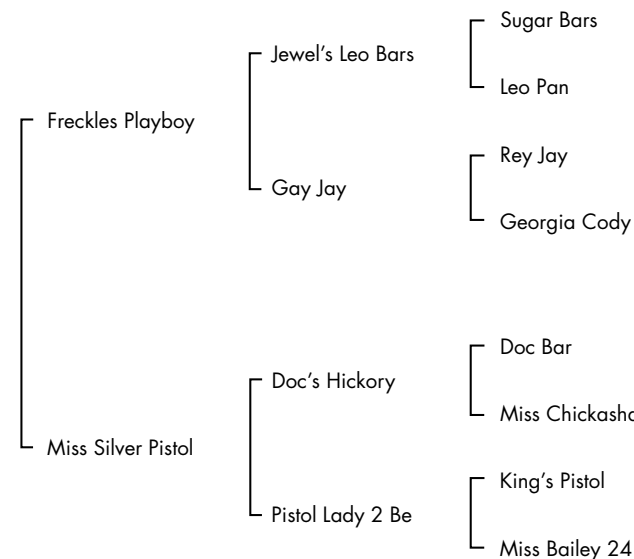 Sugar Bars
Jewel's Leo Bars
Leo Pan
Freckles Playboy
Rey Jay
Gay Jay
Georgia Cody
Doc Bar
Doc's Hickory
Miss
Miss Silver Pistol
King's Pistol
Pistol Lady 2 Be
Miss Bailey 24